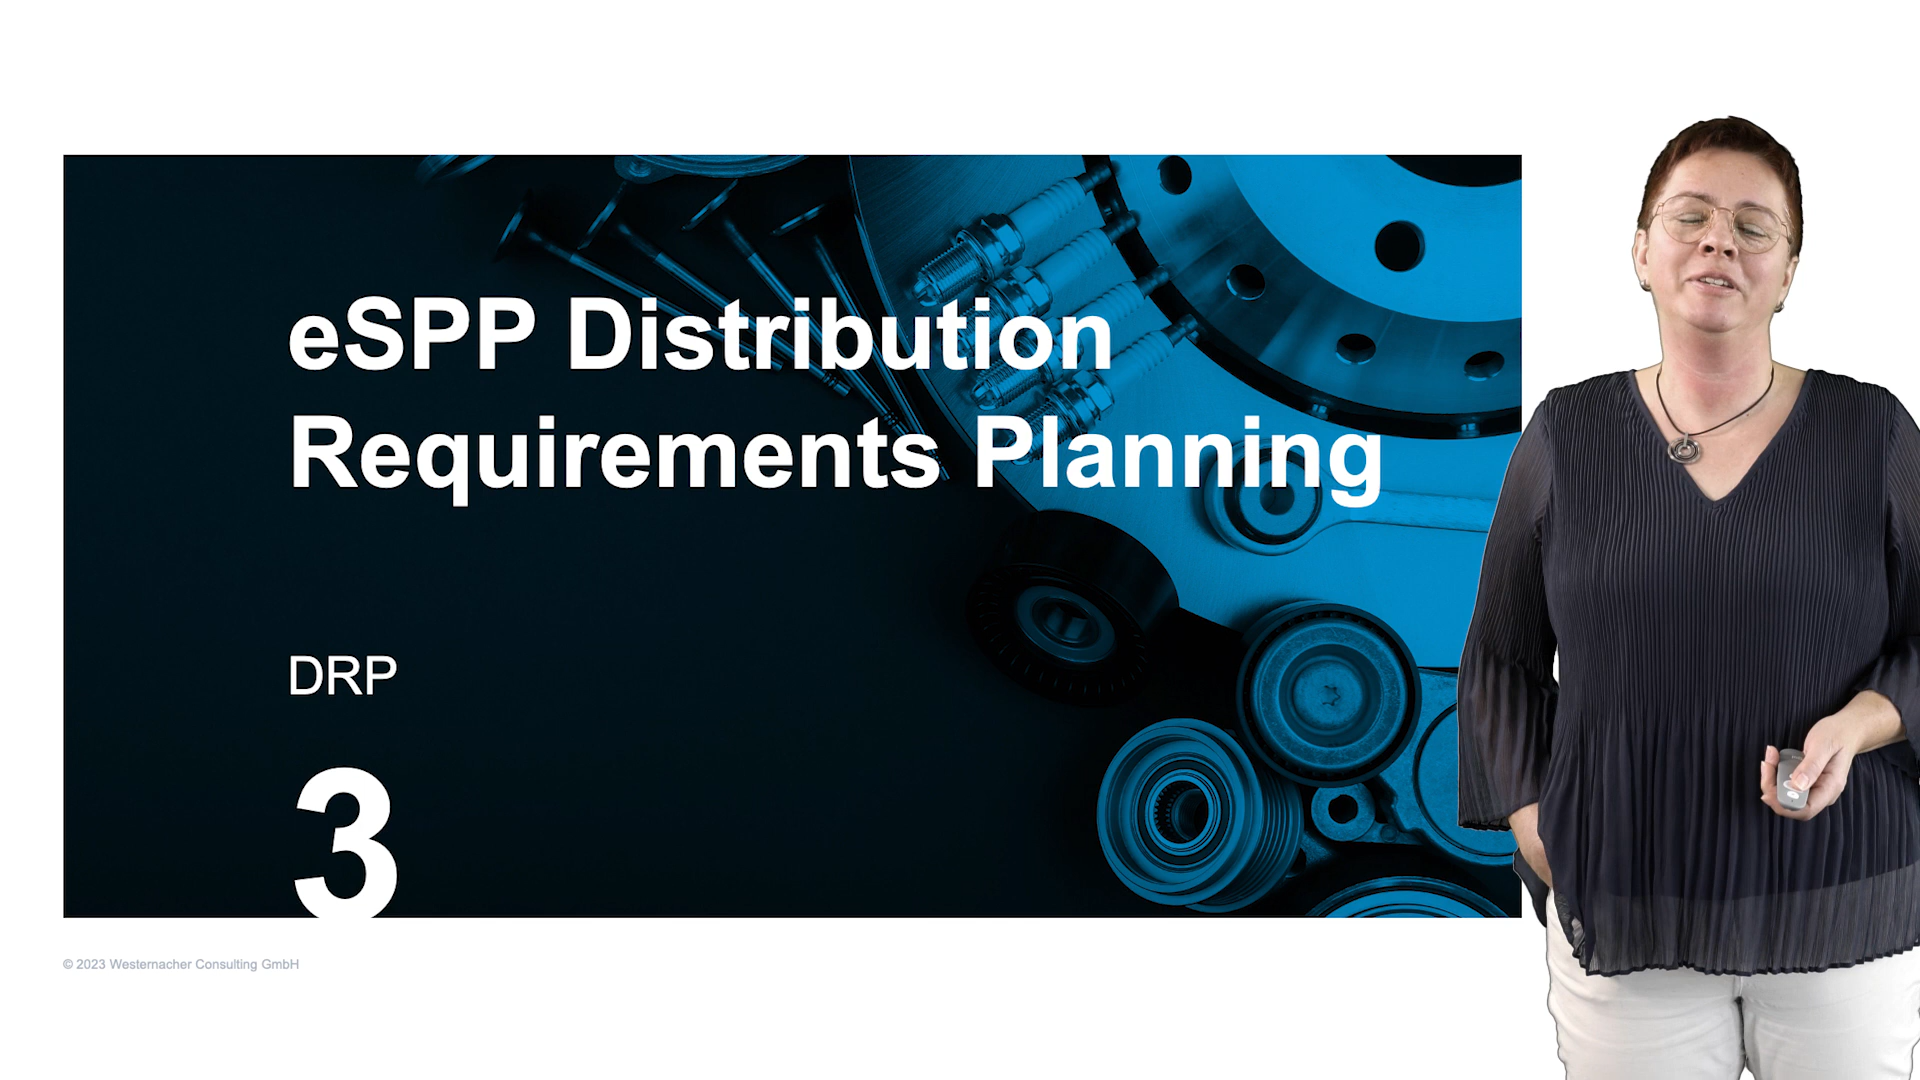 eSPP Distribution
Requirements Planning
DRP
3
© 2023 Westernacher Consulting GmbH